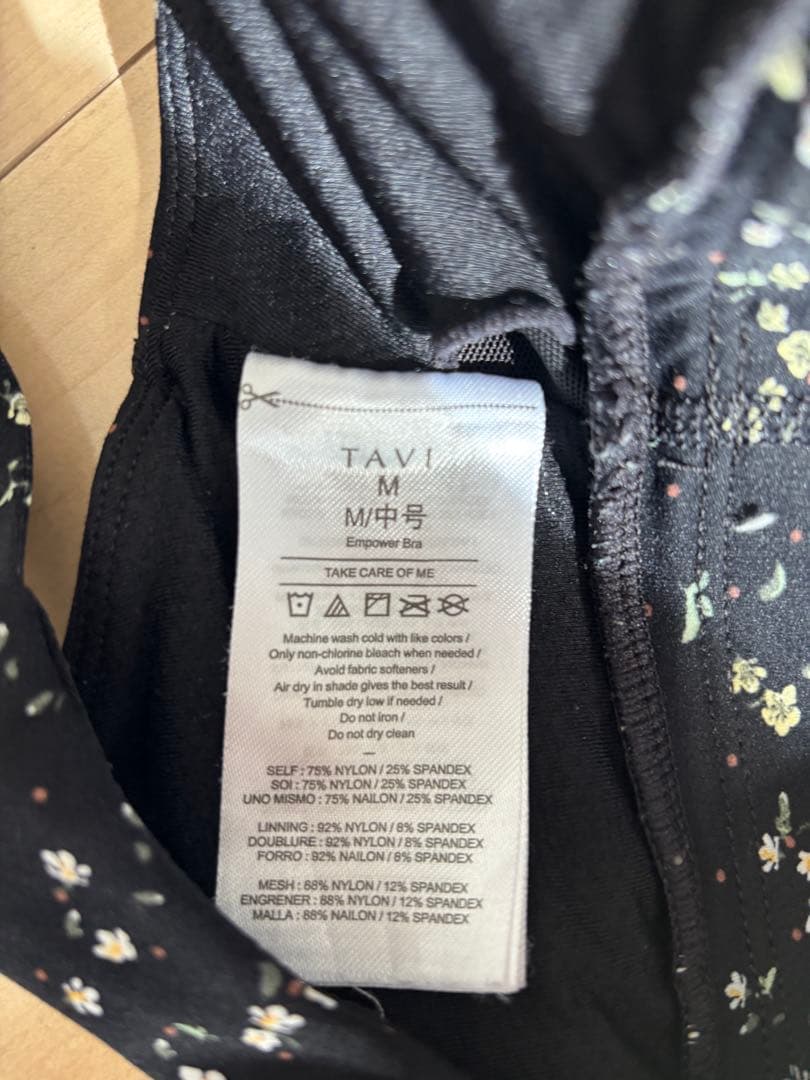 TAVI
M
M/中号
Empower Bra
TAKE CARE OF ME
Machine wash cold with like colors /
Only non-chlorine bleach when needed /
Avoid fabric softeners /
Air dry in shade gives the best result /
Tumble dry low if needed /
Do not iron /
Do not dry clean
—
SELF : 75% NYLON / 25% SPANDEX
SOI : 75% NYLON / 25% SPANDEX
UNO MISMO : 75% NAILON / 25% SPANDEX
LINNING : 92% NYLON / 8% SPANDEX
DOUBLURE : 92% NYLON / 8% SPANDEX
FORRO : 92% NAILON / 8% SPANDEX
MESH : 88% NYLON / 12% SPANDEX
ENGRENER : 88% NYLON / 12% SPANDEX
MALLA : 88% NAILON / 12% SPANDEX